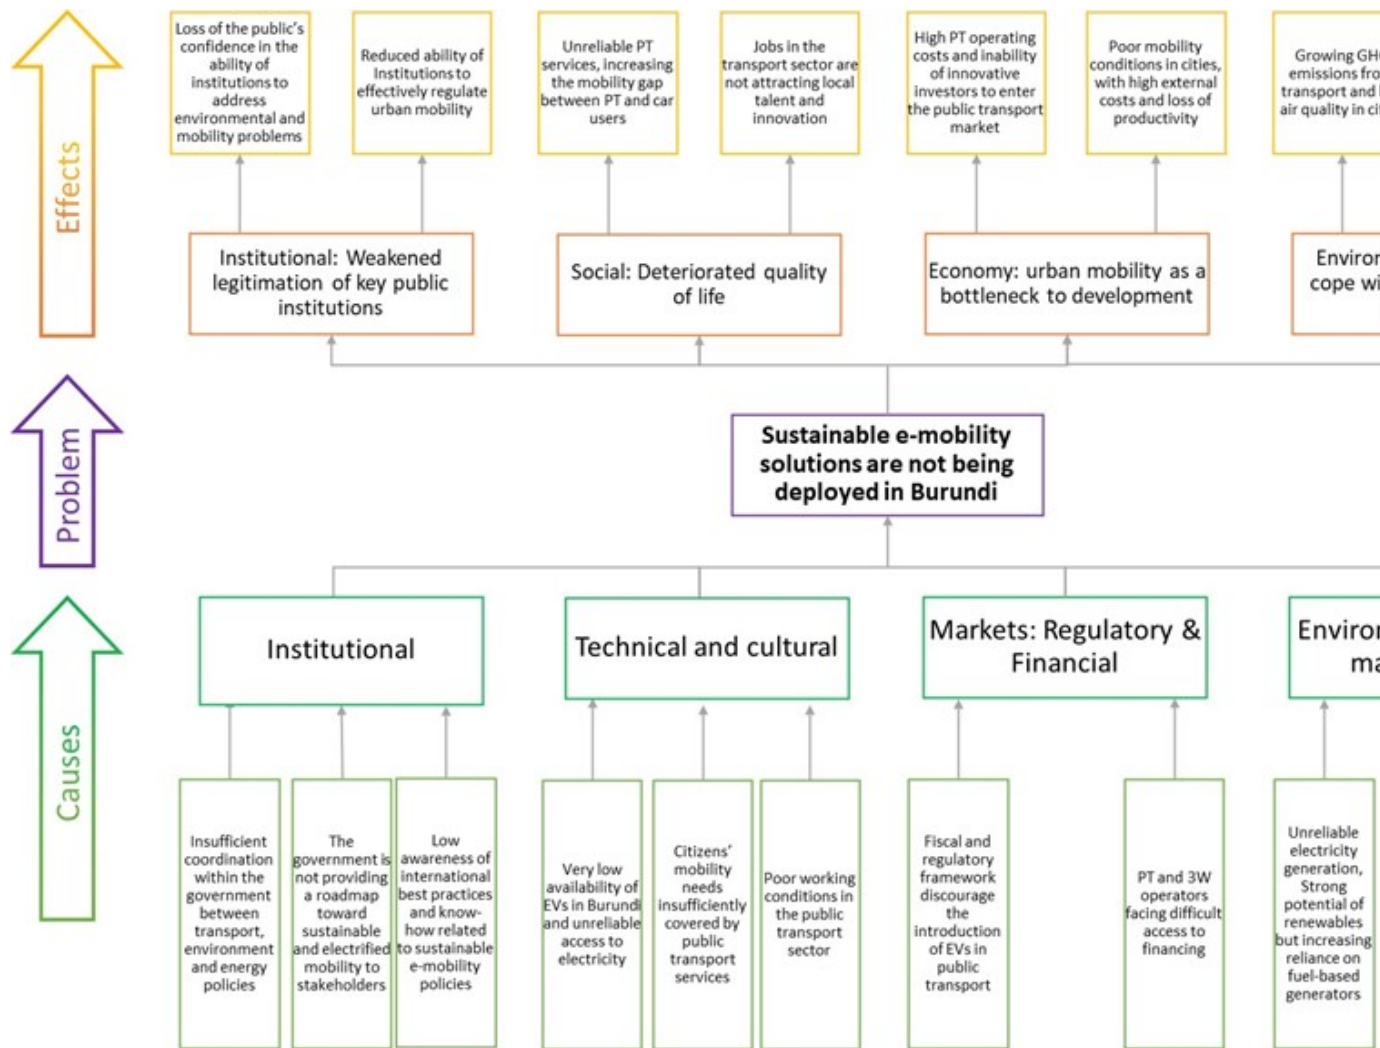 Effects
Loss of the public's
confidence in the
ability of
institutions to
address
environmental and
mobility problems
Reduced ability of
Institutions to
effectively regulate
urban mobility
Unreliable PT
services, increasing
the mobility gap
between PT and car
users
Jobs in the
transport sector are
not attracting local
talent and
innovation
High PT operating
costs and inability
of innovative
investors to enter
the public transport
market
Poor mobility
conditions in cities,
with high external
costs and loss of
productivity
Growing
emissions
transport and
air quality in
Institutional: Weakened
legitimation of key public
institutions
Social: Deteriorated quality
of life
Economy: urban mobility as a
bottleneck to development
cope
Problem
Sustainable e-mobility
solutions are not being
deployed in Burundi
Causes
Institutional
Technical and cultural
Markets: Regulatory &
Financial
Insufficient
coordination
within the
government
between
transport,
environment
and energy
policies
The
government is
not providing
a roadmap
toward
sustainable
and electrified
mobility to
stakeholders
Low
awareness of
international
best practices
and know-
how related
to sustainable
e-mobility
policies
Very low
availability of
EVs in Burundi
and unreliable
access to
electricity
Citizens'
mobility
needs
insufficiently
covered by
public
transport
services
Poor working
conditions in
the public
transport
sector
Fiscal and
regulatory
framework
discourage
the
introduction
of EVs in
public
transport
PT and 3W
operators
facing difficult
access to
financing
Unreliable
electricity
generation,
Strong
potential of
renewables
but increasing
reliance on
fuel-based
generators